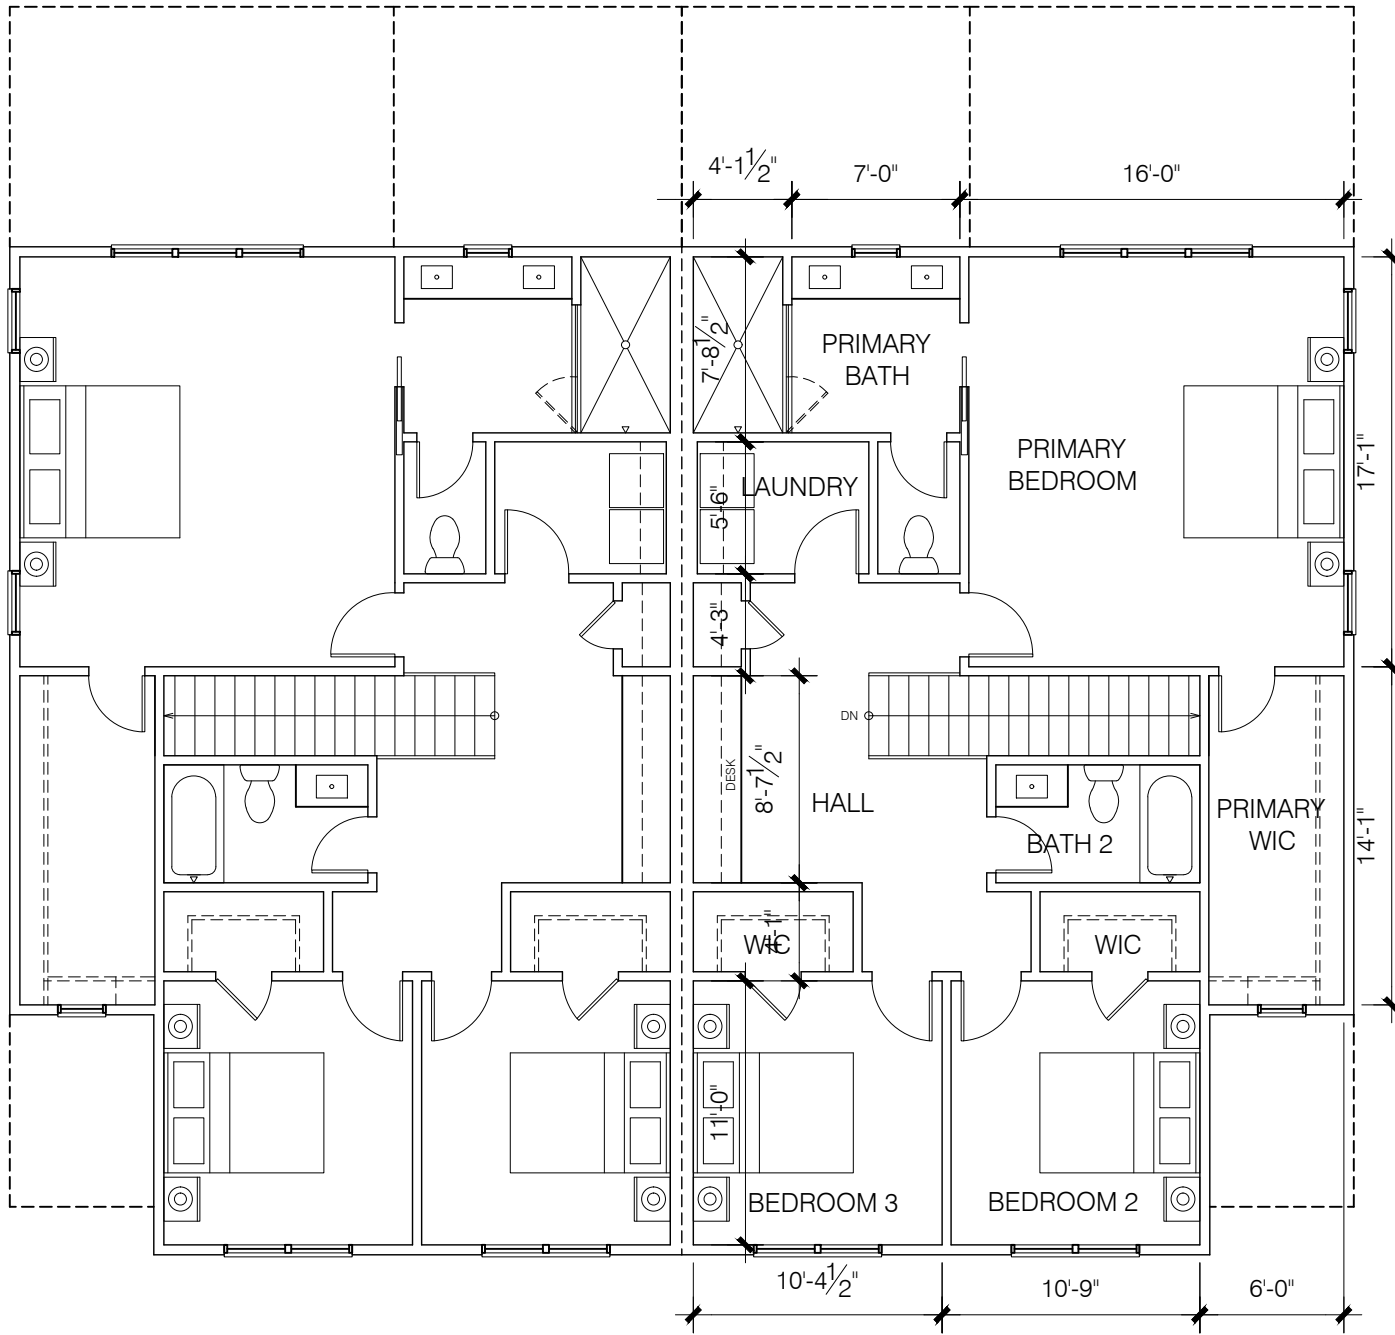 4'-1½"
7'-0"
16'-0"
7'-8½"
PRIMARY
BATH
PRIMARY
BEDROOM
17'-1"
LAUNDRY
5'-6"
4'-3"
DN
DESK
8'-7½"
HALL
PRIMARY
WIC
BATH 2
14'-1"
WIC
4'-1"
WIC
11'-0"
BEDROOM 3
BEDROOM 2
10'-4½"
10'-9"
6'-0"